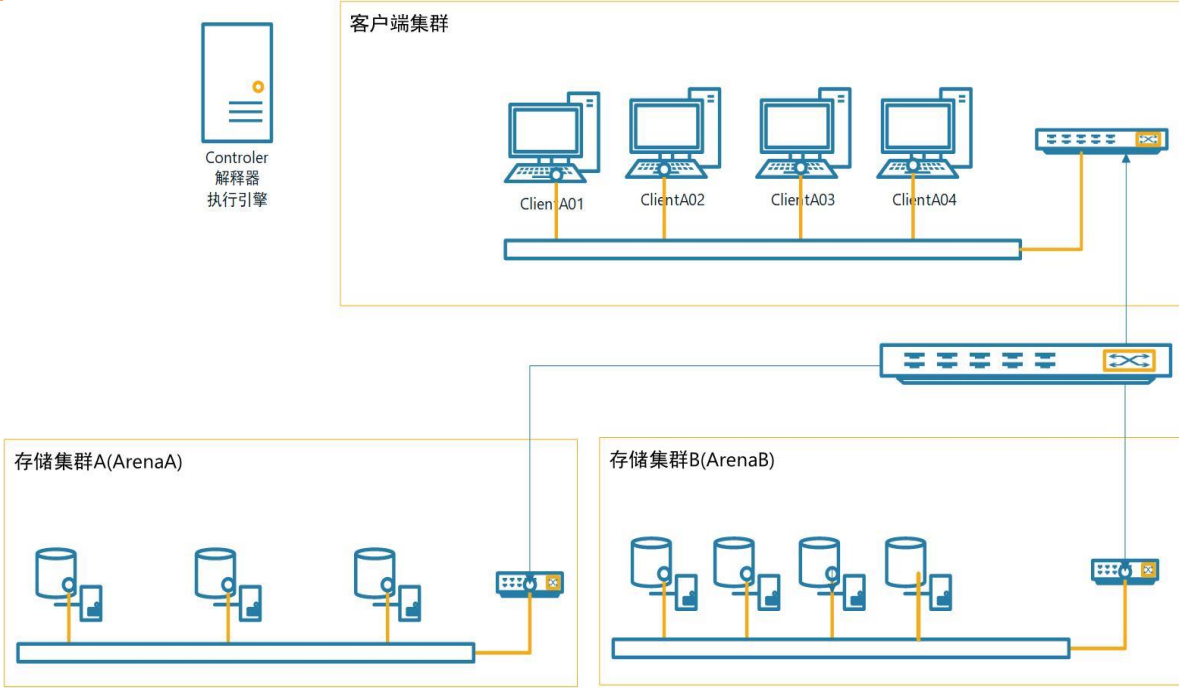 客户端集群
Controler
解释器
执行引擎
ClientA01
ClientA02
ClientA03
ClientA04
存储集群A(ArenaA)
存储集群B(ArenaB)